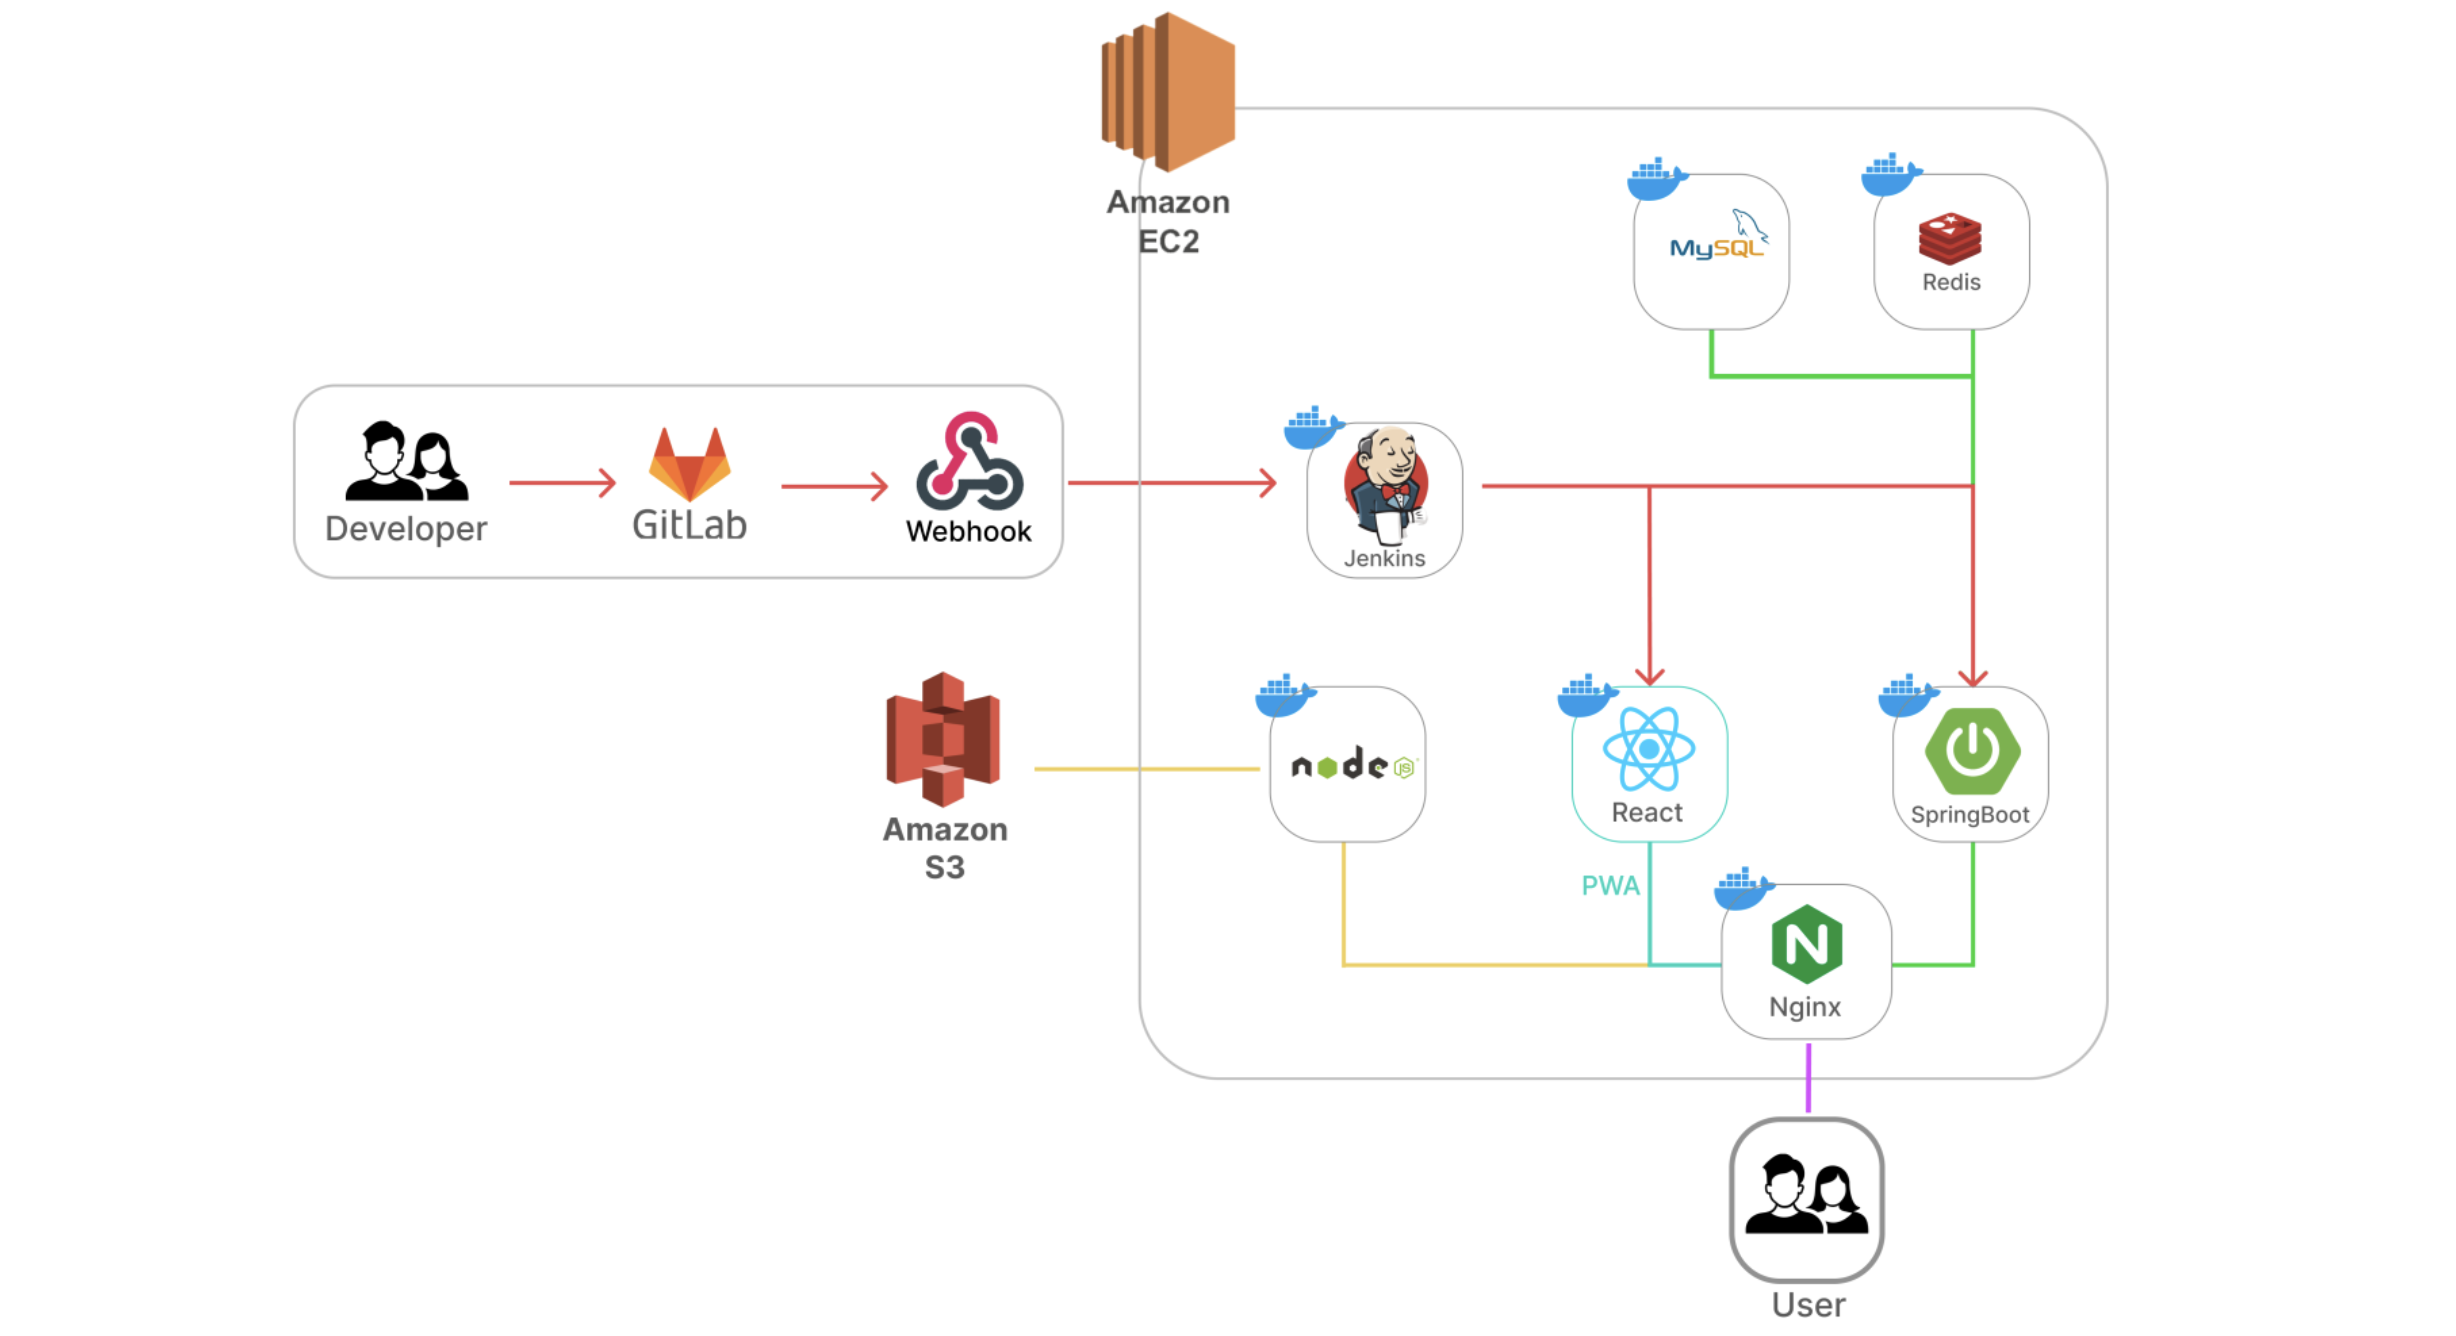 Amazon
EC2
MySQL
Redis
Developer
GitLab
Webhook
Jenkins
Amazon
S3
node
JS
React
SpringBoot
PWA
N
Nginx
User